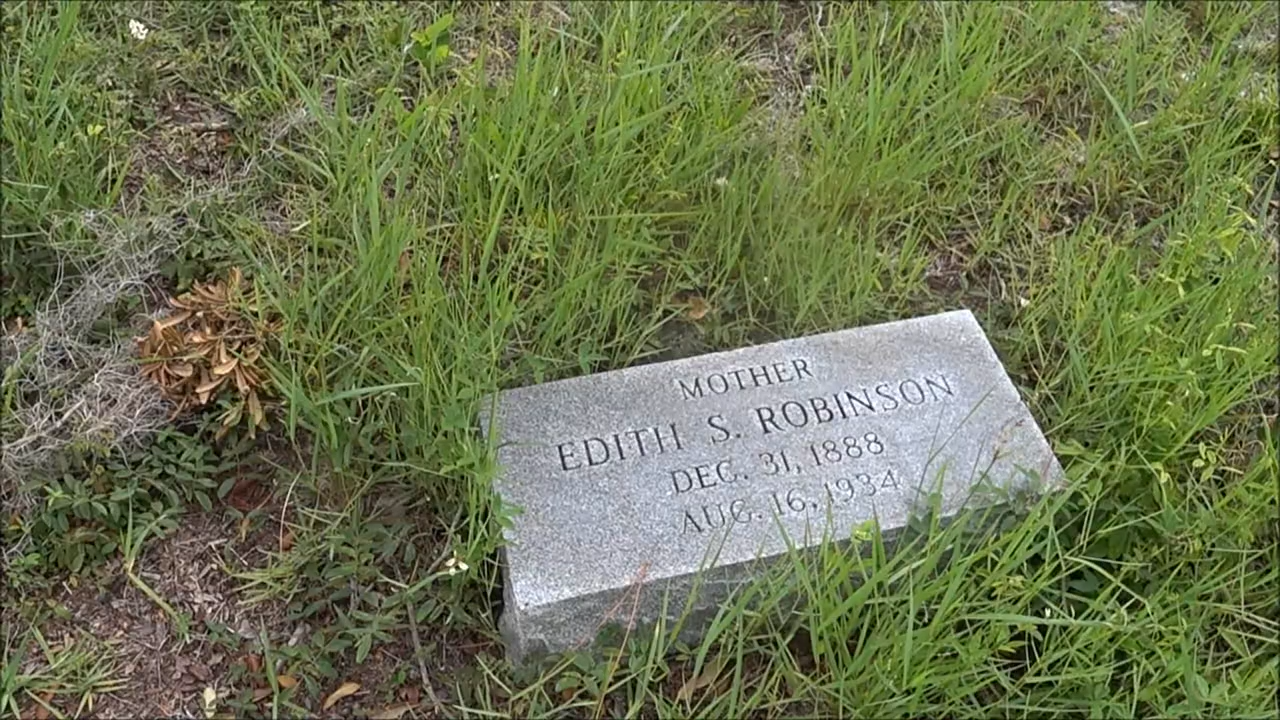 MOTHER
EDITH S. ROBINSON
DEC. 31, 1888
AUG. 16, 1934